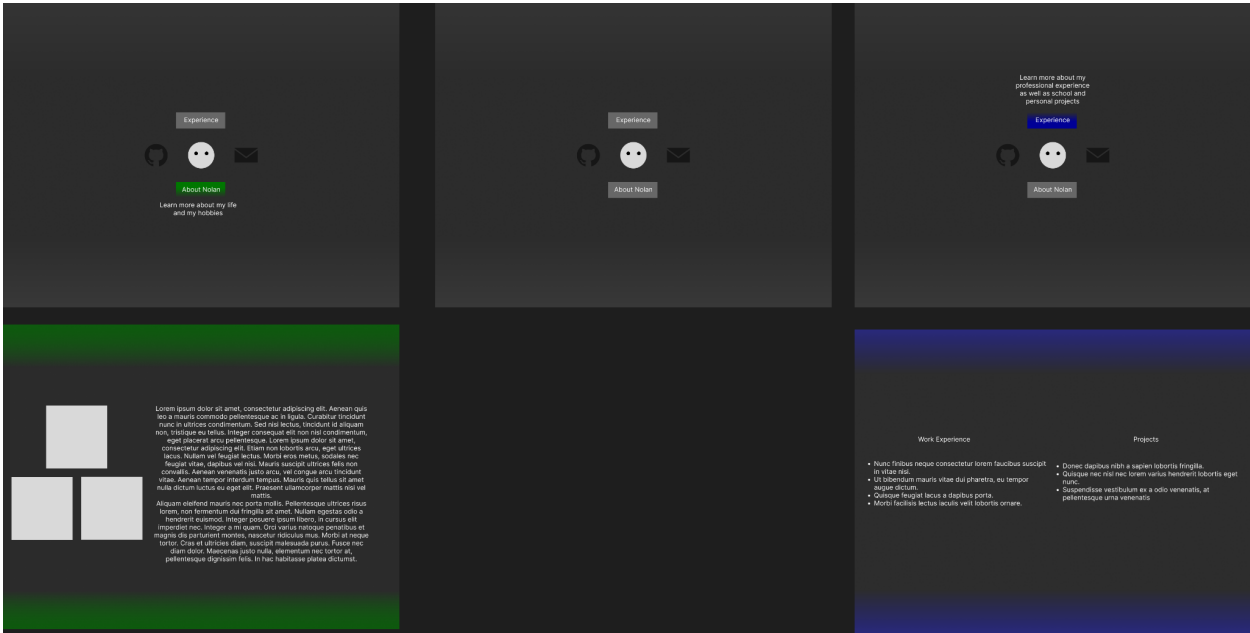 Experience
About Nolan
Learn more about my life
and my hobbies
Experience
About Nolan
Learn more about my
professional experience
as well as school and
personal projects
Experience
About Nolan
Lorem ipsum dolor sit amet, consectetur adipiscing elit. Aenean quis
leo a mauris commodo pellentesque ac in ligula. Curabitur tincidunt
nunc in ultrices condimentum. Sed nisi lectus, tincidunt id aliquam
non, tristique eu tellus. Integer consequat elit non nisl condimentum,
eget placerat arcu pellentesque. Lorem ipsum dolor sit amet,
consectetur adipiscing elit. Etiam non lobortis arcu, eget ultrices
lacus. Nullam vel feugiat lectus. Morbi eros metus, sodales nec
feugiat vitae, dapibus vel nisi. Mauris suscipit ultrices felis non
convallis. Aenean venenatis justo arcu, vel congue arcu tincidunt
vitae. Aenean tempor interdum tempus. Mauris quis tellus sit amet
nulla dictum luctus eu eget elit. Praesent ullamcorper mattis nisi vel
mattis.
Aliquam eleifend mauris nec porta mollis. Pellentesque ultrices risus
lorem, non fermentum dui fringilla sit amet. Nullam egestas odio a
hendrerit euismod. Integer posuere ipsum libero, in cursus elit
imperdiet nec. Integer a mi quam. Orci varius natoque penatibus et
magnis dis parturient montes, nascetur ridiculus mus. Morbi at neque
tortor. Cras et ultricies diam, suscipit malesuada purus. Fusce nec
diam dolor. Maecenas justo nulla, elementum nec tortor at,
pellentesque dignissim felis. In hac habitasse platea dictumst.
Work Experience
• Nunc finibus neque consectetur lorem faucibus suscipit
in vitae nisi.
• Ut bibendum mauris vitae dui pharetra, eu tempor
augue dictum.
• Quisque feugiat lacus a dapibus porta.
• Morbi facilisis lectus iaculis velit lobortis ornare.
Projects
• Donec dapibus nibh a sapien lobortis fringilla.
• Quisque nec nisl nec lorem varius hendrerit lobortis eget
nunc.
• Suspendisse vestibulum ex a odio venenatis, at
pellentesque urna venenatis